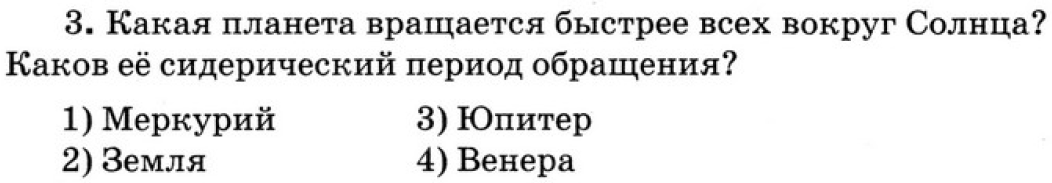 3. Какая планета вращается быстрее всех вокруг Солнца?
Каков её сидерический период обращения?
1) Меркурий 3) Юпитер
2) Земля 4) Венера